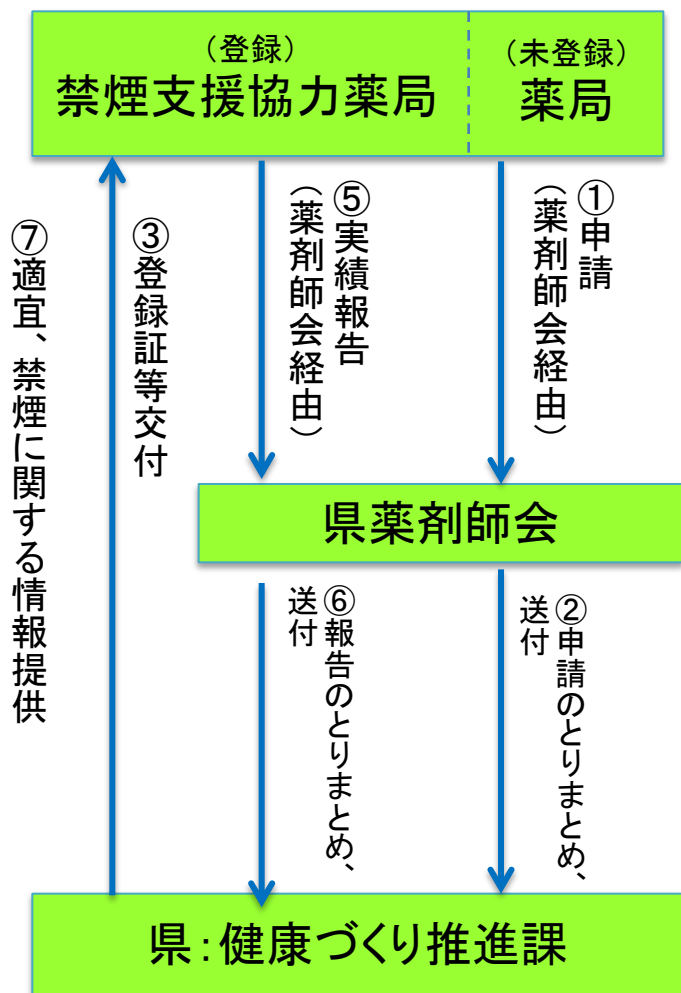 (登録)
禁煙支援協力薬局
(未登録)
薬局
①申請
(薬剤師会経由)
⑤実績報告
(薬剤師会経由)
③登録証等交付
⑦適宜、禁煙に関する情報提供
県薬剤師会
②申請のとりまとめ、
送付
⑥報告のとりまとめ、
送付
県:健康づくり推進課